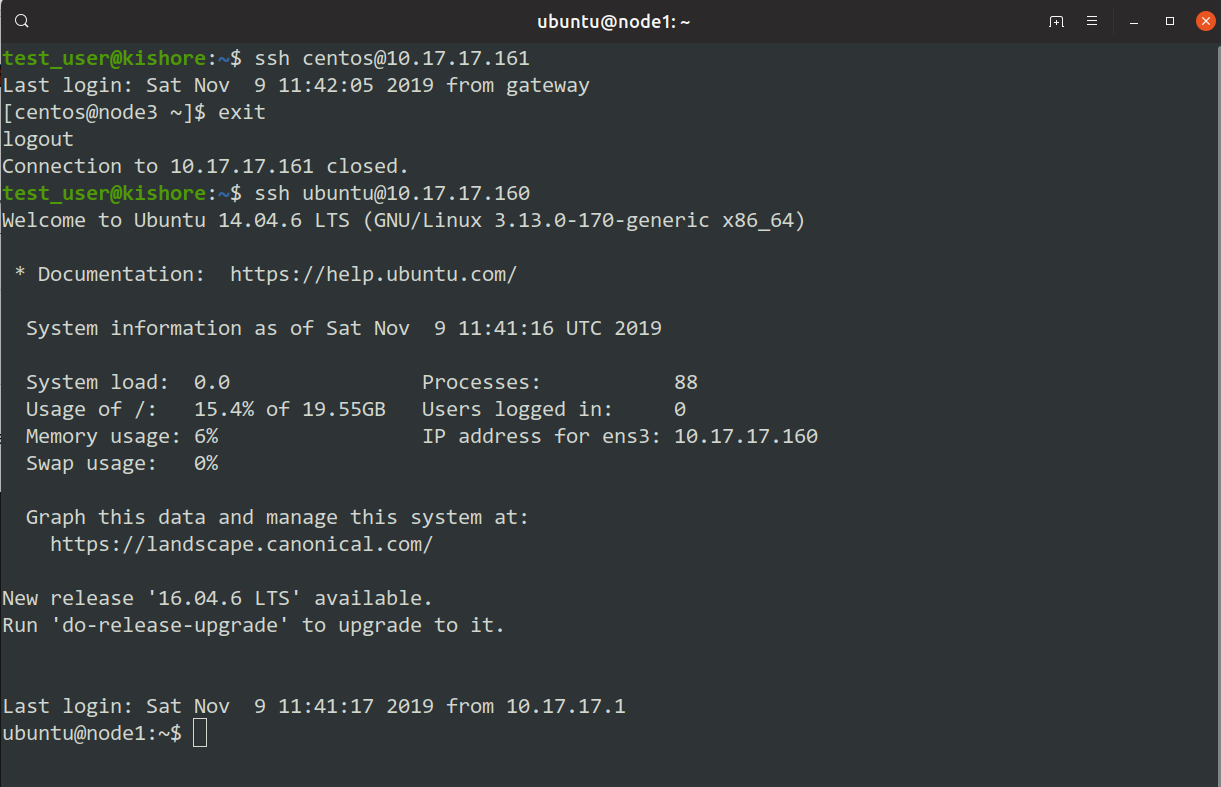 ubuntu@node1: ~
test_user@kishore:~$ ssh centos@10.17.17.161
Last login: Sat Nov  9 11:42:05 2019 from gateway
[centos@node3 ~]$ exit
logout
Connection to 10.17.17.161 closed.
test_user@kishore:~$ ssh ubuntu@10.17.17.160
Welcome to Ubuntu 14.04.6 LTS (GNU/Linux 3.13.0-170-generic x86_64)
* Documentation:  https://help.ubuntu.com/
System information as of Sat Nov  9 11:41:16 UTC 2019
System load:  0.0                Processes:           88
Usage of /:   15.4% of 19.55GB   Users logged in:     0
Memory usage: 6%                 IP address for ens3: 10.17.17.160
Swap usage:   0%
Graph this data and manage this system at:
https://landscape.canonical.com/
New release '16.04.6 LTS' available.
Run 'do-release-upgrade' to upgrade to it.
Last login: Sat Nov  9 11:41:17 2019 from 10.17.17.1
ubuntu@node1:~$